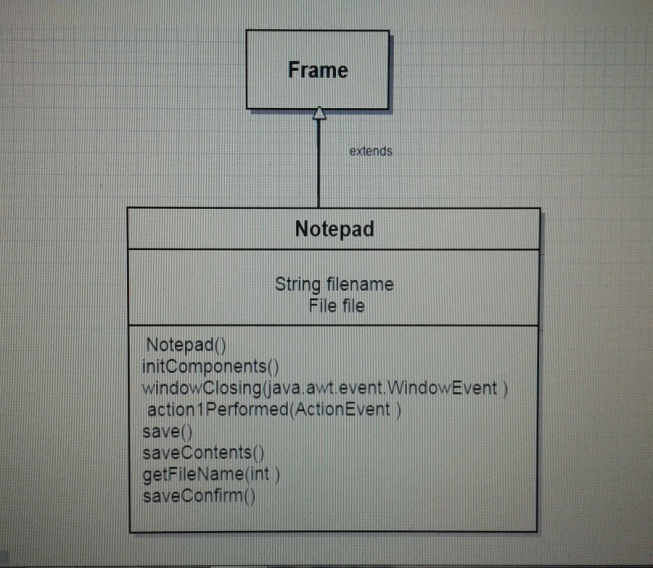 Frame
extends
Notepad
String filename
File file
Notepad()
initComponents()
windowClosing(java.awt.event.WindowEvent )
action1Performed(ActionEvent )
save()
saveContents()
getFileName(int )
saveConfirm()